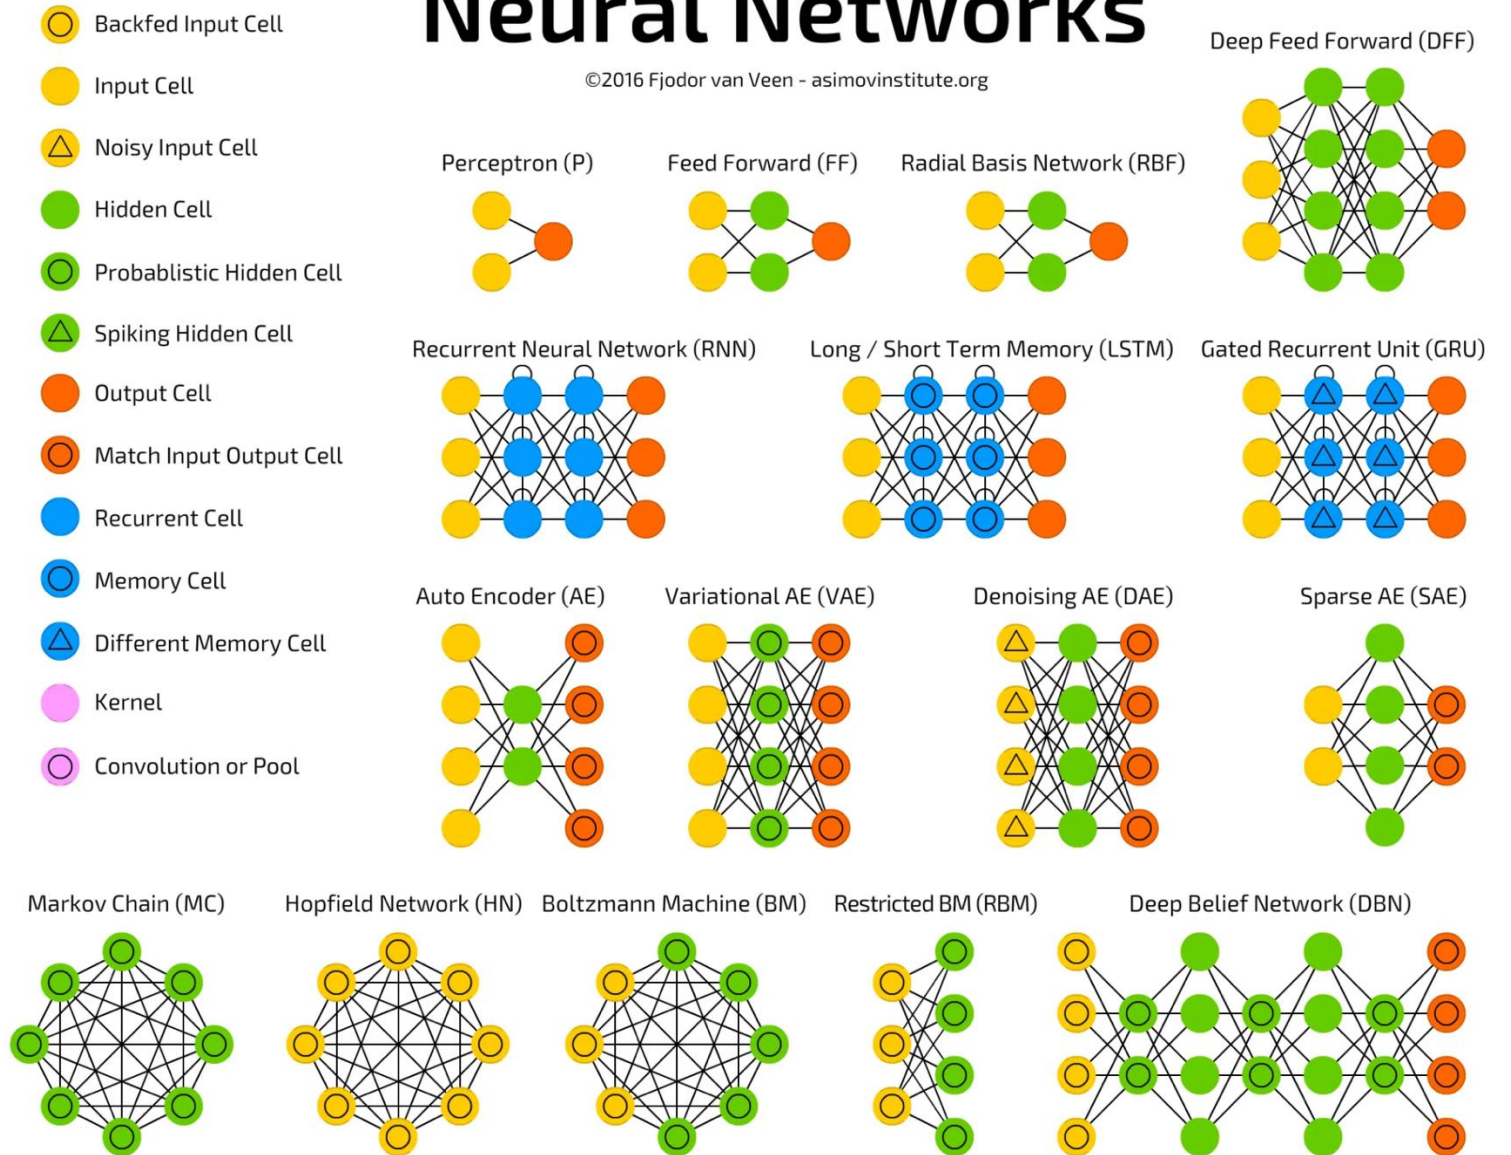 Neural Networks
©2016 Fjodor van Veen - asimovinstitute.org
Backfed Input Cell
Input Cell
Noisy Input Cell
Hidden Cell
Probablistic Hidden Cell
Spiking Hidden Cell
Output Cell
Match Input Output Cell
Recurrent Cell
Memory Cell
Different Memory Cell
Kernel
Convolution or Pool
Deep Feed Forward (DFF)
Perceptron (P)
Feed Forward (FF)
Radial Basis Network (RBF)
Recurrent Neural Network (RNN)
Long / Short Term Memory (LSTM)
Gated Recurrent Unit (GRU)
Auto Encoder (AE)
Variational AE (VAE)
Denoising AE (DAE)
Sparse AE (SAE)
Markov Chain (MC)
Hopfield Network (HN)
Boltzmann Machine (BM)
Restricted BM (RBM)
Deep Belief Network (DBN)